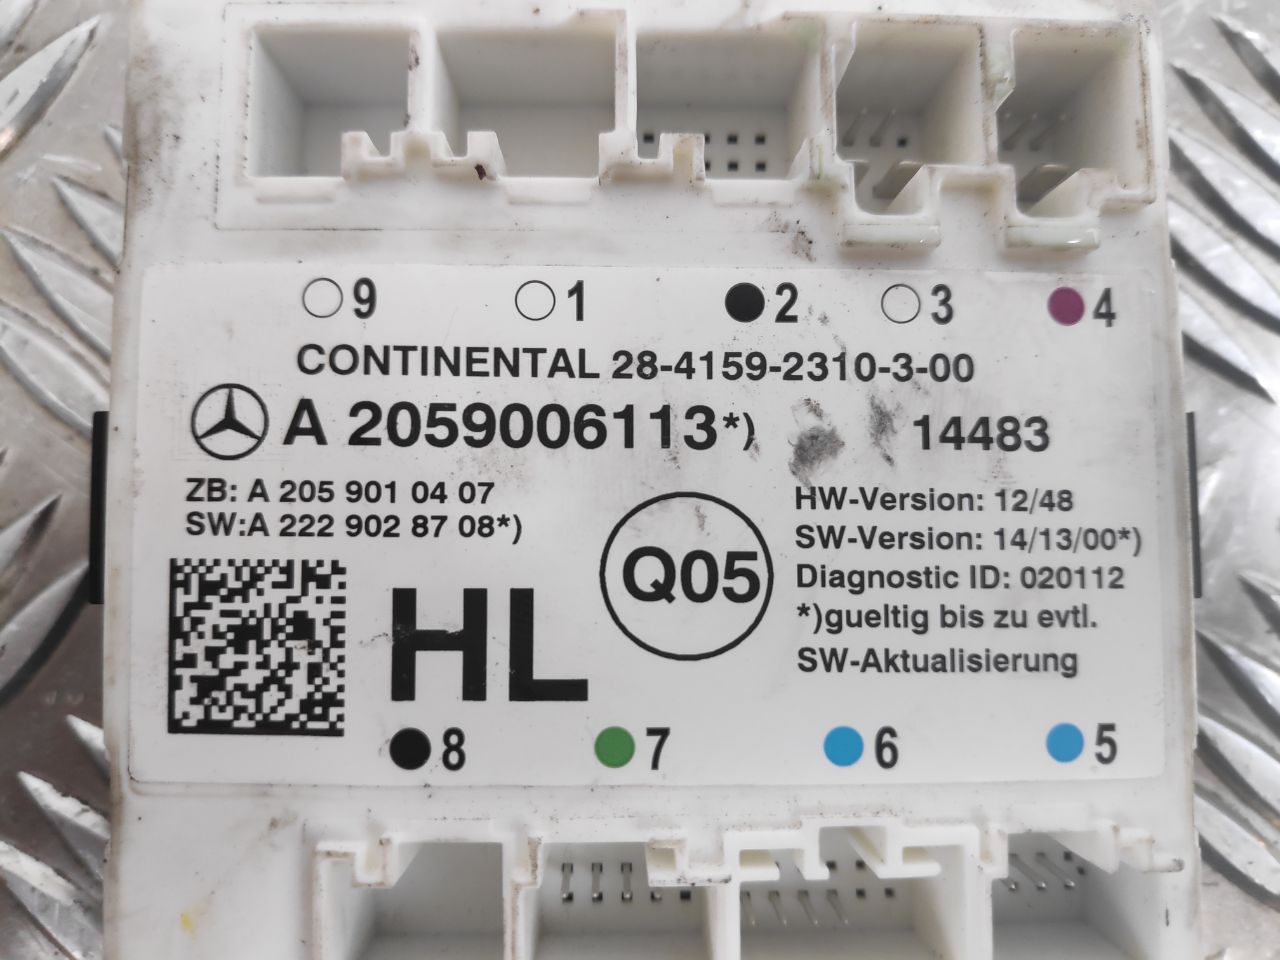 9 1 2 3 4
CONTINENTAL 28-4159-2310-3-00
A 2059006113*) 14483
ZB: A 205 901 04 07
SW:A 222 902 87 08*)
HW-Version: 12/48
SW-Version: 14/13/00*)
Diagnostic ID: 020112
*)gueltig bis zu evtl.
SW-Aktualisierung
Q05
HL
8 7 6 5